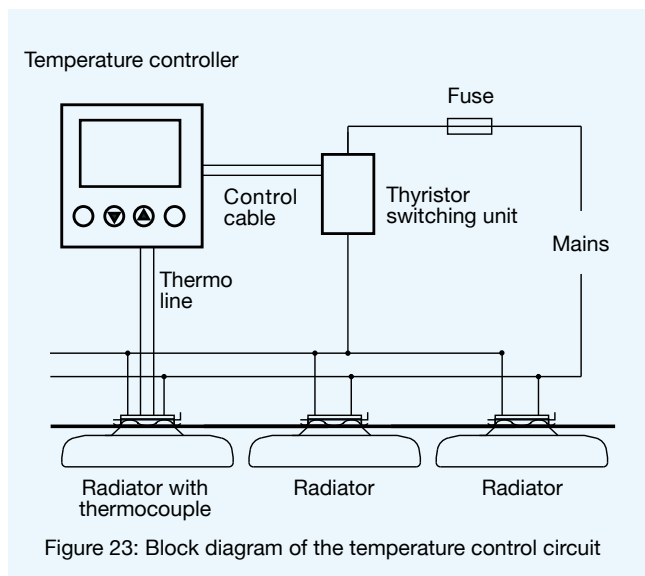 Temperature controller
Fuse
Control
cable
Thyristor
switching unit
Mains
Thermo
line
Radiator with
thermocouple
Radiator
Radiator
Figure 23: Block diagram of the temperature control circuit